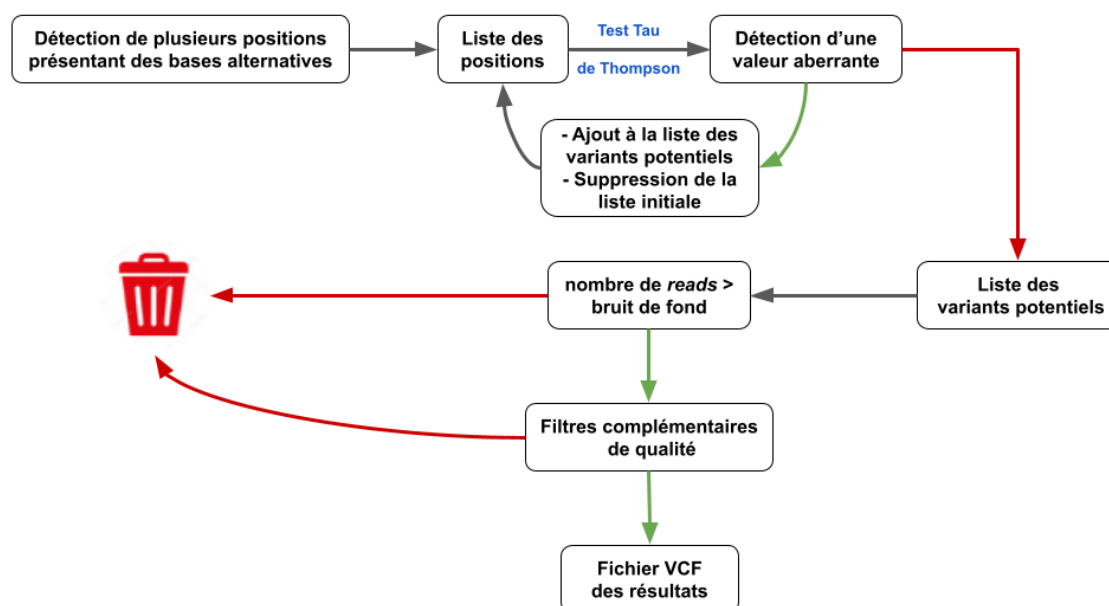 Détection de plusieurs positions
présentant des bases alternatives
Liste des
positions
Test Tau
de Thompson
Détection d’une
valeur aberrante
- Ajout à la liste des
variants potentiels
- Suppression de la
liste initiale
nombre de reads >
bruit de fond
Liste des
variants potentiels
Filtres complémentaires
de qualité
Fichier VCF
des résultats